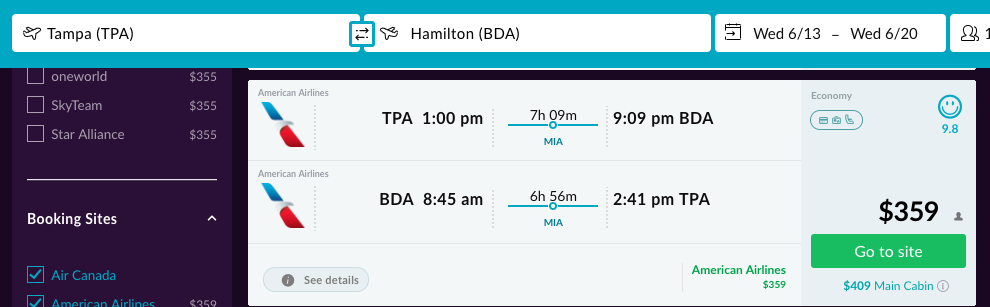 Tampa (TPA)
Hamilton (BDA)
Wed 6/13 – Wed 6/20
1
oneworld $355
SkyTeam $355
Star Alliance $355
Booking Sites
Air Canada
American Airlines $359
American Airlines
TPA 1:00 pm 7h 09m 9:09 pm BDA
MIA
American Airlines
BDA 8:45 am 6h 56m 2:41 pm TPA
MIA
See details
American Airlines
$359
Economy
9.8
$359
Go to site
$409 Main Cabin